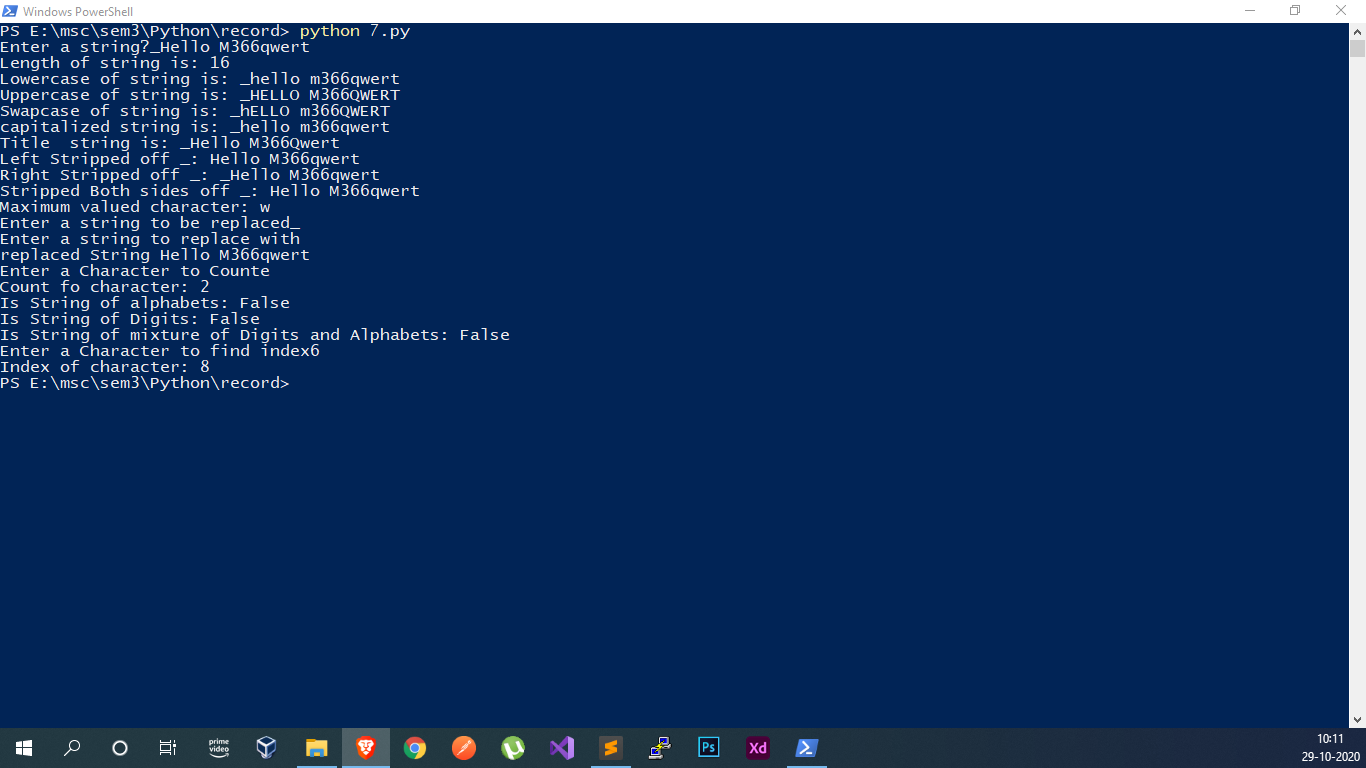 Windows PowerShell
PS E:\msc\sem3\Python\record> python 7.py
Enter a string?_Hello M366qwert
Length of string is: 16
Lowercase of string is: _hello m366qwert
Uppercase of string is: _HELLO M366QWERT
Swapcase of string is: _hELLO m366QWERT
capitalized string is: _hello m366qwert
Title  string is: _Hello M366Qwert
Left Stripped off _: Hello M366qwert
Right Stripped off _: _Hello M366qwert
Stripped Both sides off _: Hello M366qwert
Maximum valued character: w
Enter a string to be replaced_
Enter a string to replace with
replaced String Hello M366qwert
Enter a Character to Counte
Count fo character: 2
Is String of alphabets: False
Is String of Digits: False
Is String of mixture of Digits and Alphabets: False
Enter a Character to find index6
Index of character: 8
PS E:\msc\sem3\Python\record>
prime video
Ps
Xd
10:11
29-10-2020